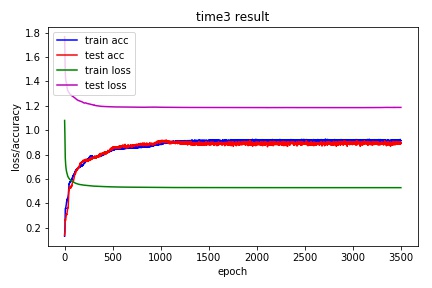 time3 result
1.8
1.6
1.4
1.2
1.0
0.8
0.6
0.4
0.2
loss/accuracy
train acc
test acc
train loss
test loss
0 500 1000 1500 2000 2500 3000 3500
epoch